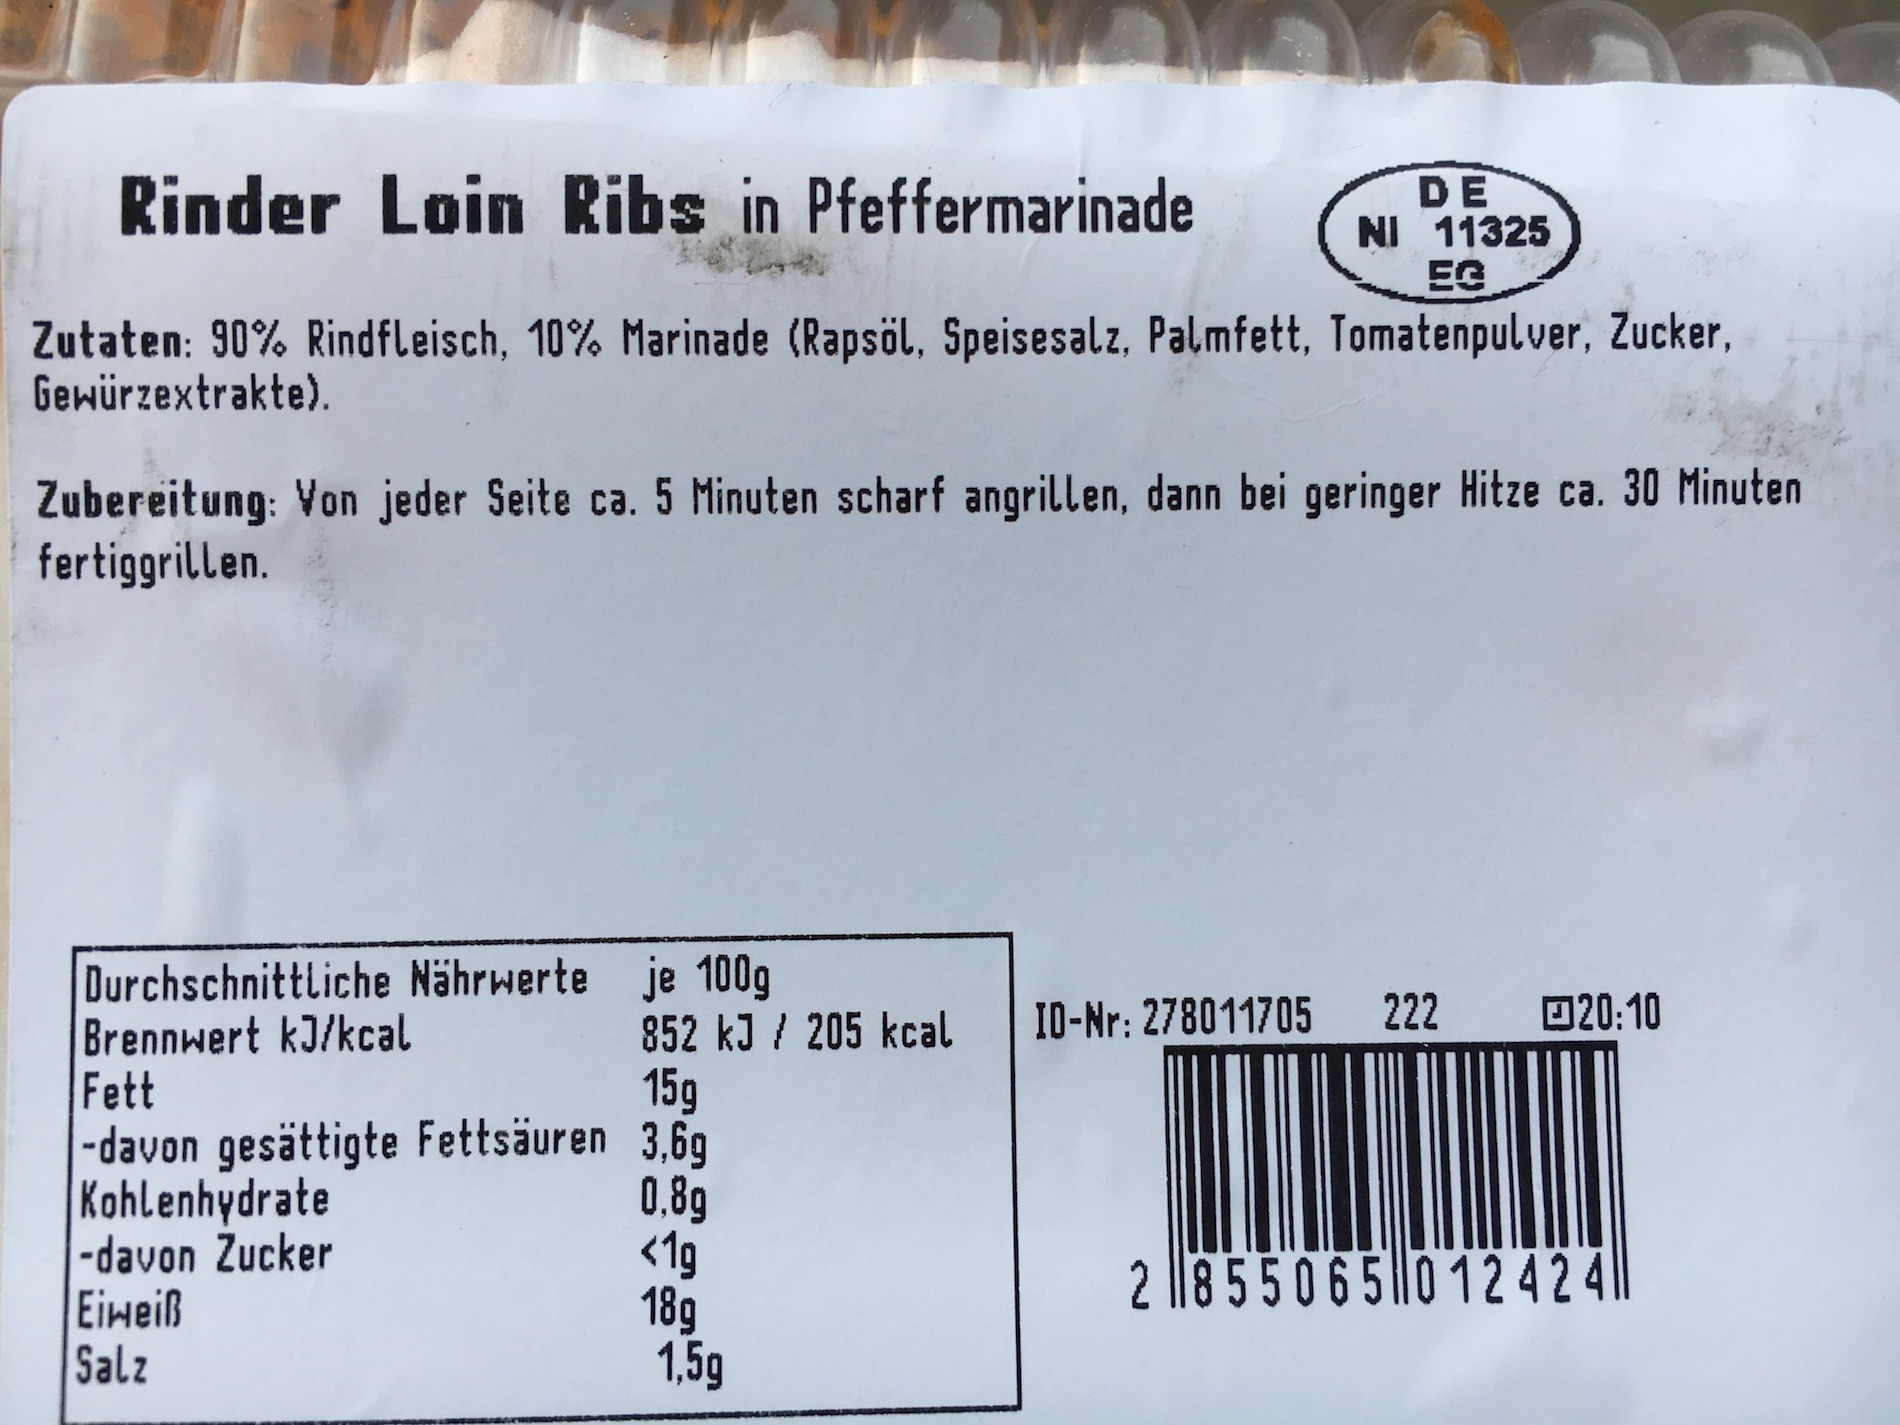 Rinder Loin Ribs in Pfeffermarinade
DE
NI 11325
EG
Zutaten: 90% Rindfleisch, 10% Marinade (Rapsöl, Speisesalz, Palmfett, Tomatenpulver, Zucker,
Gewürzextrakte).
Zubereitung: Von jeder Seite ca. 5 Minuten scharf angrillen, dann bei geringer Hitze ca. 30 Minuten
fertiggrillen.
Durchschnittliche Nährwerte je 100g
Brennwert kJ/kcal 852 kJ / 205 kcal
Fett 15g
-davon gesättigte Fettsäuren 3,6g
Kohlenhydrate 0,8g
-davon Zucker <1g
Eiweiß 18g
Salz 1,5g
ID-Nr: 278011705 222 20:10
2 855065 012424